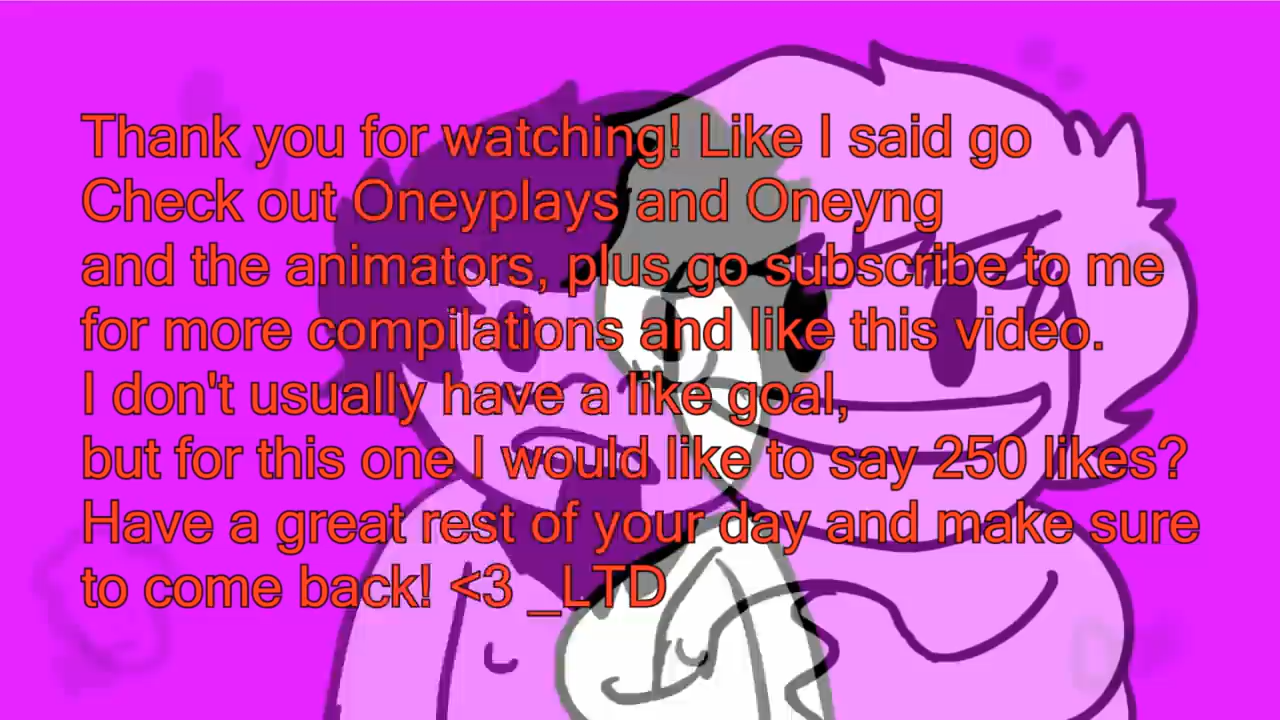 Thank you for watching! Like I said go
Check out Oneyplays and Oneyng
and the animators, plus go subscribe to me
for more compilations and like this video.
I don't usually have a like goal,
but for this one I would like to say 250 likes?
Have a great rest of your day and make sure
to come back! <3 _LTD